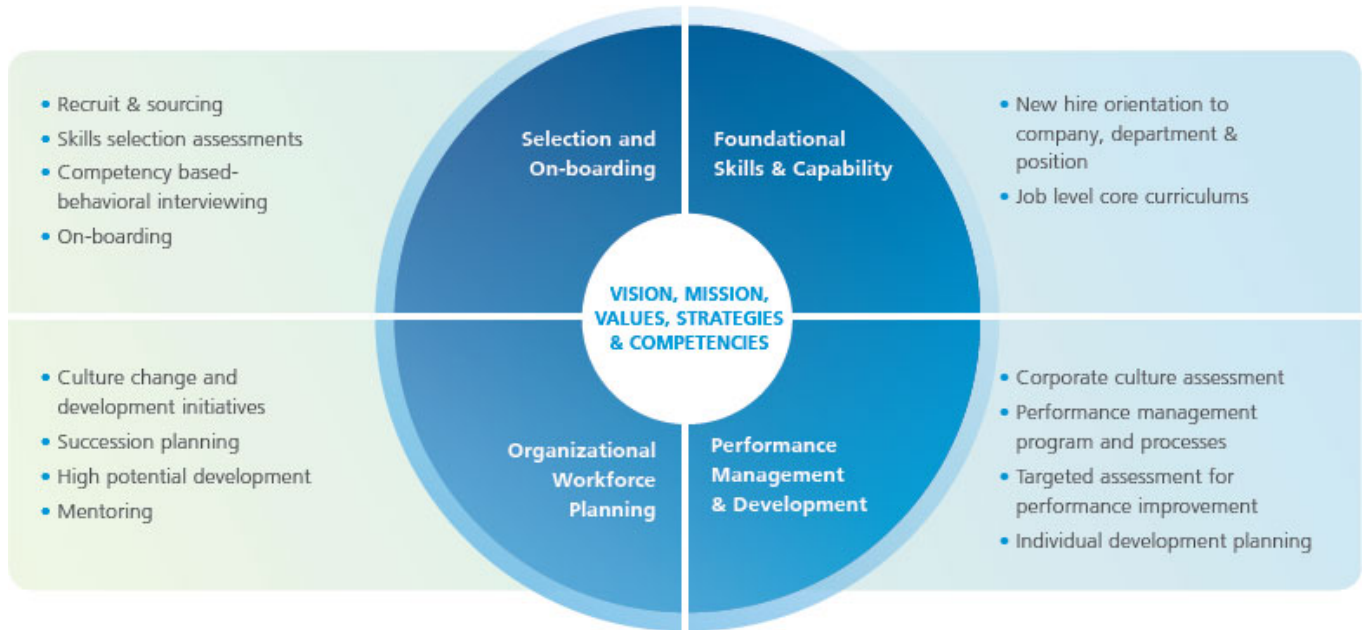 • Recruit & sourcing
• Skills selection assessments
• Competency based-
behavioral interviewing
• On-boarding
Selection and
On-boarding
Foundational
Skills & Capability
• New hire orientation to
company, department &
position
• Job level core curriculums
VISION, MISSION,
VALUES, STRATEGIES
& COMPETENCIES
• Culture change and
development initiatives
• Succession planning
• High potential development
• Mentoring
Organizational
Workforce
Planning
Performance
Management
& Development
• Corporate culture assessment
• Performance management
program and processes
• Targeted assessment for
performance improvement
• Individual development planning